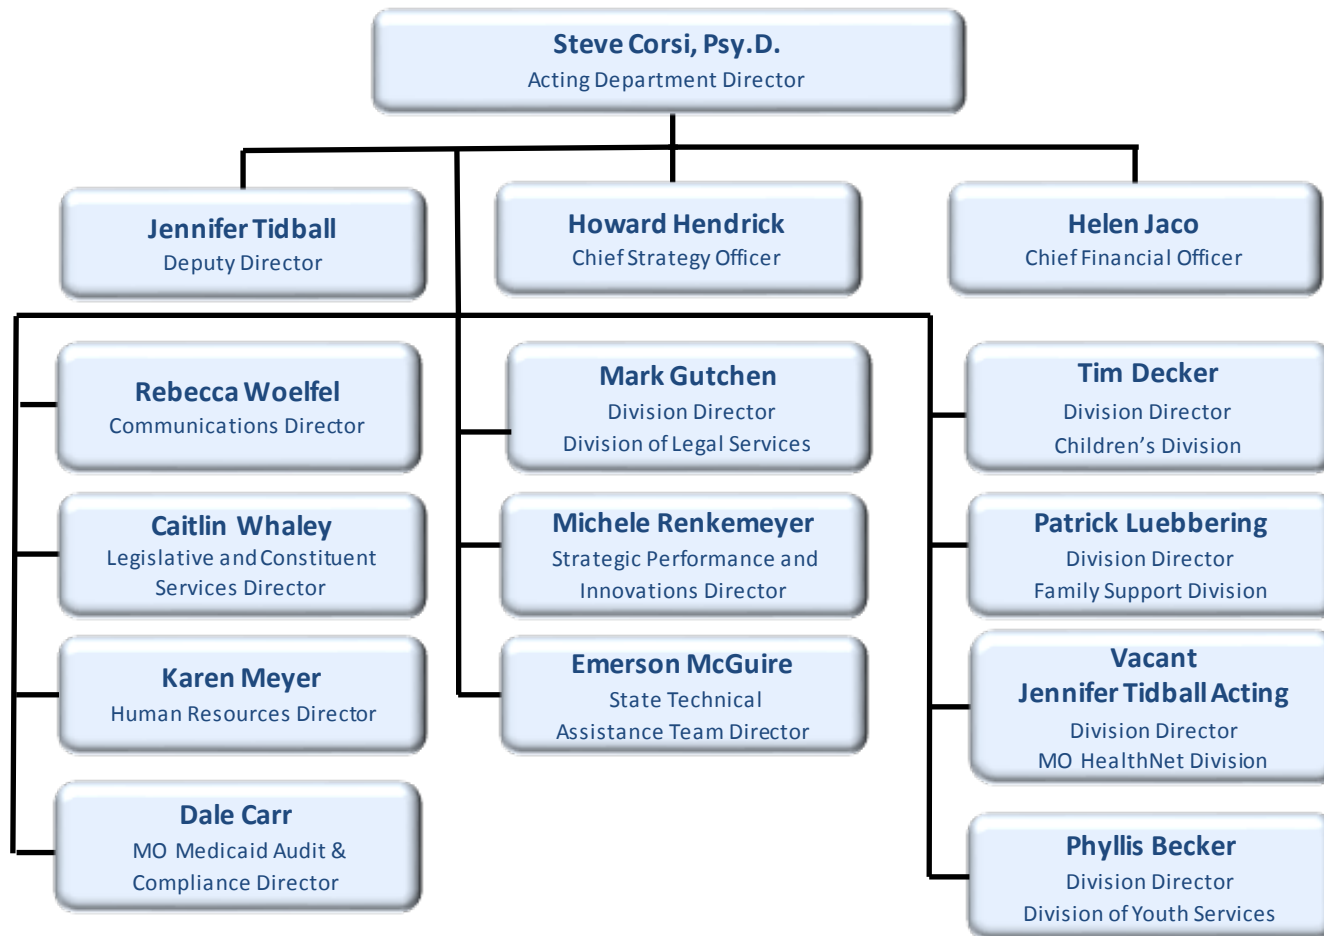 Steve Corsi, Psy.D.
Acting Department Director
Jennifer Tidball
Deputy Director
Howard Hendrick
Chief Strategy Officer
Helen Jaco
Chief Financial Officer
Rebecca Woelfel
Communications Director
Mark Gutchen
Division Director
Division of Legal Services
Tim Decker
Division Director
Children’s Division
Caitlin Whaley
Legislative and Constituent
Services Director
Michele Renkemeyer
Strategic Performance and
Innovations Director
Patrick Luebbering
Division Director
Family Support Division
Karen Meyer
Human Resources Director
Emerson McGuire
State Technical
Assistance Team Director
Vacant
Jennifer Tidball Acting
Division Director
MO HealthNet Division
Dale Carr
MO Medicaid Audit &
Compliance Director
Phyllis Becker
Division Director
Division of Youth Services